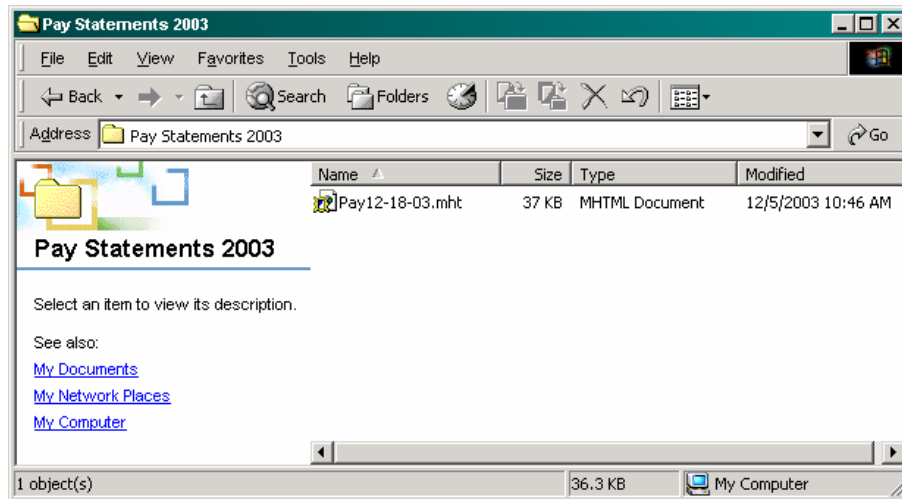 Pay Statements 2003
File Edit View Favorites Tools Help
Back Search Folders
Address Pay Statements 2003 Go
Name Size Type Modified
Pay12-18-03.mht 37 KB MHTML Document 12/5/2003 10:46 AM
Pay Statements 2003
Select an item to view its description.
See also:
My Documents
My Network Places
My Computer
1 object(s) 36.3 KB My Computer